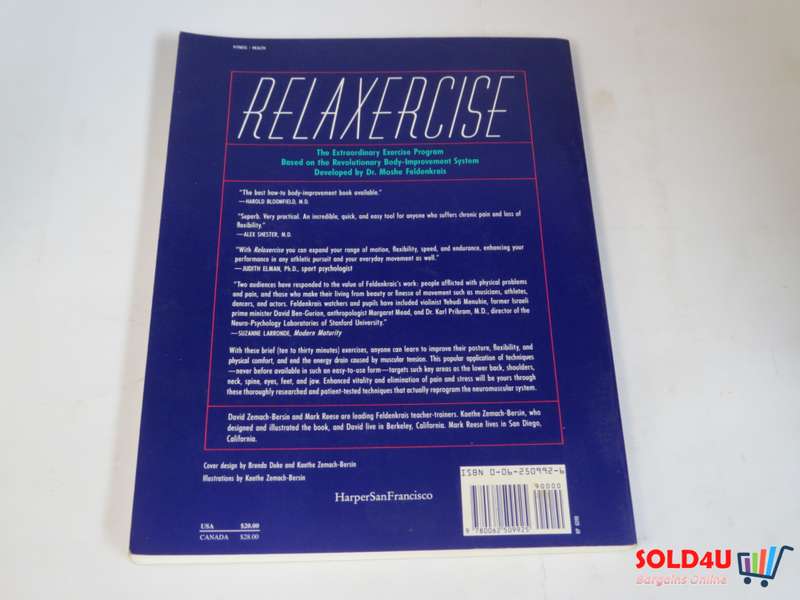 FITNESS / HEALTH
RELAXERCISE
The Extraordinary Exercise Program
Based on the Revolutionary Body-Improvement System
Developed by Dr. Moshe Feldenkrais
"The best how-to body-improvement book available."
—HAROLD BLOOMFIELD, M.D.
"Superb. Very practical. An incredible, quick, and easy tool for anyone who suffers chronic pain and loss of
flexibility."
—ALEX SHESTER, M.D.
"With Relaxercise you can expand your range of motion, flexibility, speed, and endurance, enhancing your
performance in any athletic pursuit and your everyday movement as well."
—JUDITH ELMAN, Ph.D., sport psychologist
"Two audiences have responded to the value of Feldenkrais's work: people afflicted with physical problems
and pain, and those who make their living from beauty or finesse of movement such as musicians, athletes,
dancers, and actors. Feldenkrais watchers and pupils have included violinist Yehudi Menuhin, former Israeli
prime minister David Ben-Gurion, anthropologist Margaret Mead, and Dr. Karl Pribram, M.D., director of the
Neuro-Psychology Laboratories of Stanford University."
—SUZANNE LARRONDE, Modern Maturity
With these brief (ten to thirty minutes) exercises, anyone can learn to improve their posture, flexibility, and
physical comfort, and end the energy drain caused by muscular tension. This popular application of techniques
—never before available in such an easy-to-use form—targets such key areas as the lower back, shoulders,
neck, spine, eyes, feet, and jaw. Enhanced vitality and elimination of pain and stress will be yours through
these thoroughly researched and patient-tested techniques that actually reprogram the neuromuscular system.
David Zemach-Bersin and Mark Reese are leading Feldenkrais teacher-trainers. Kaethe Zemach-Bersin, who
designed and illustrated the book, and David live in Berkeley, California. Mark Reese lives in San Diego,
California.
Cover design by Brenda Duke and Kaethe Zemach-Bersin
Illustrations by Kaethe Zemach-Bersin
HarperSanFrancisco
USA $20.00
CANADA $28.00
ISBN 0-06-250992-6
90000
9 780062 509925
SOLD4U
Bargains Online